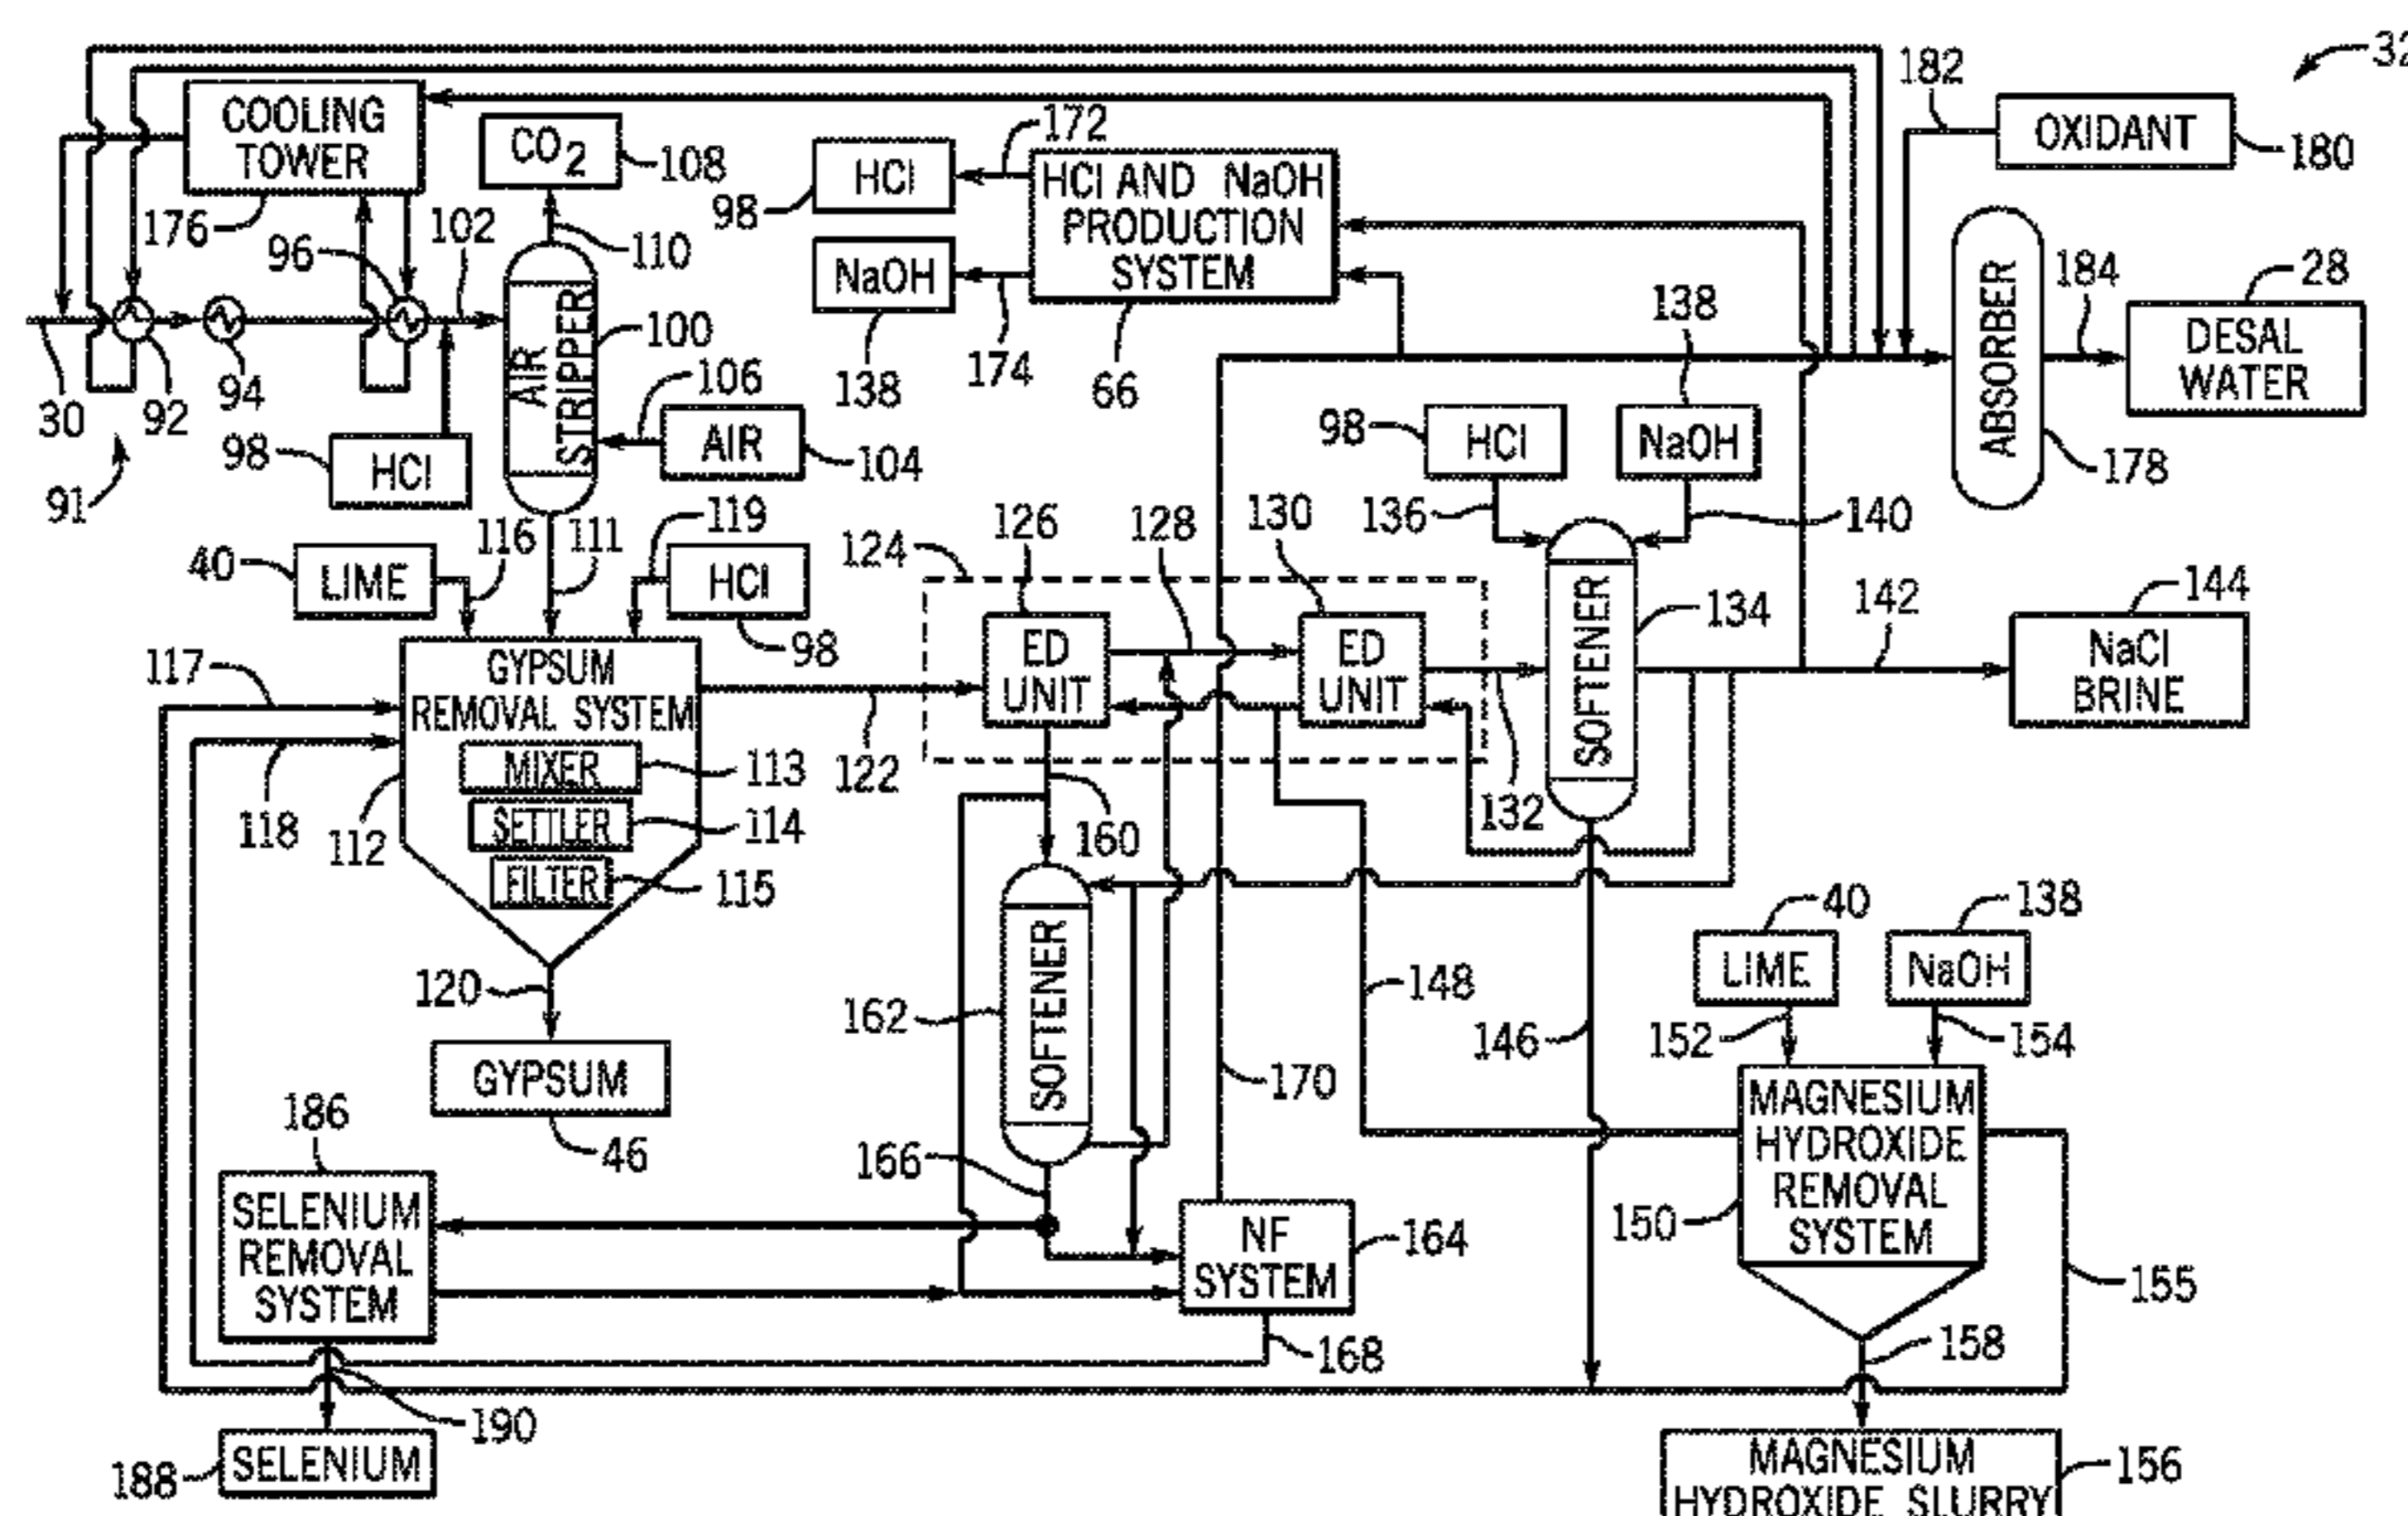 32
182
OXIDANT
180
COOLING
TOWER
176
CO2
108
110
172
HCl
98
HCl AND NaOH
PRODUCTION
SYSTEM
66
NaOH
138
174
96
102
30
92
94
91
98
HCl
AIR
STRIPPER
100
106
AIR
104
138
98
HCl
NaOH
136
140
ABSORBER
178
184
28
DESAL
WATER
40
LIME
116
111
119
HCl
98
124
126
ED
UNIT
128
130
ED
UNIT
132
SOFTENER
134
142
144
NaCl
BRINE
117
118
112
GYPSUM
REMOVAL SYSTEM
MIXER
113
SETTLER
114
FILTER
115
122
160
120
GYPSUM
46
162
SOFTENER
166
148
170
146
40
LIME
138
NaOH
152
154
150
MAGNESIUM
HYDROXIDE
REMOVAL
SYSTEM
155
158
186
SELENIUM
REMOVAL
SYSTEM
NF
SYSTEM
164
168
190
188
SELENIUM
MAGNESIUM
HYDROXIDE SLURRY
156